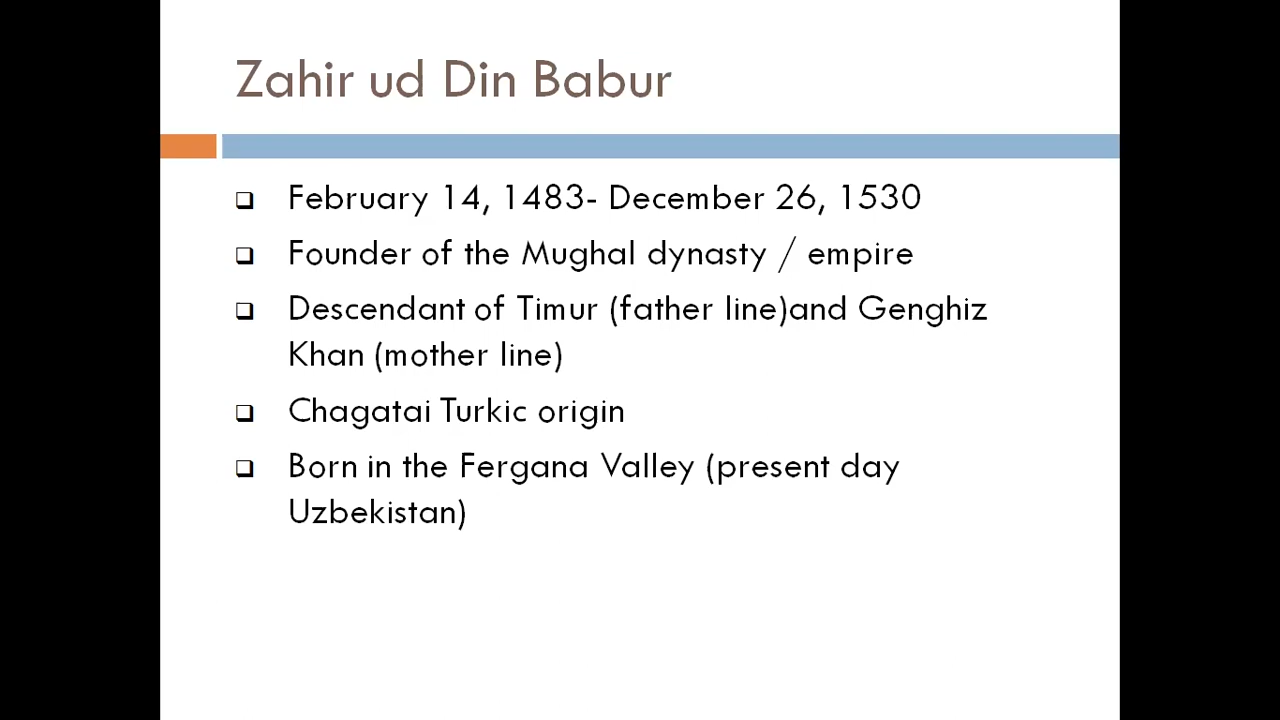 Zahir ud Din Babur
February 14, 1483- December 26, 1530
Founder of the Mughal dynasty / empire
Descendant of Timur (father line)and Genghiz
Khan (mother line)
Chagatai Turkic origin
Born in the Fergana Valley (present day
Uzbekistan)